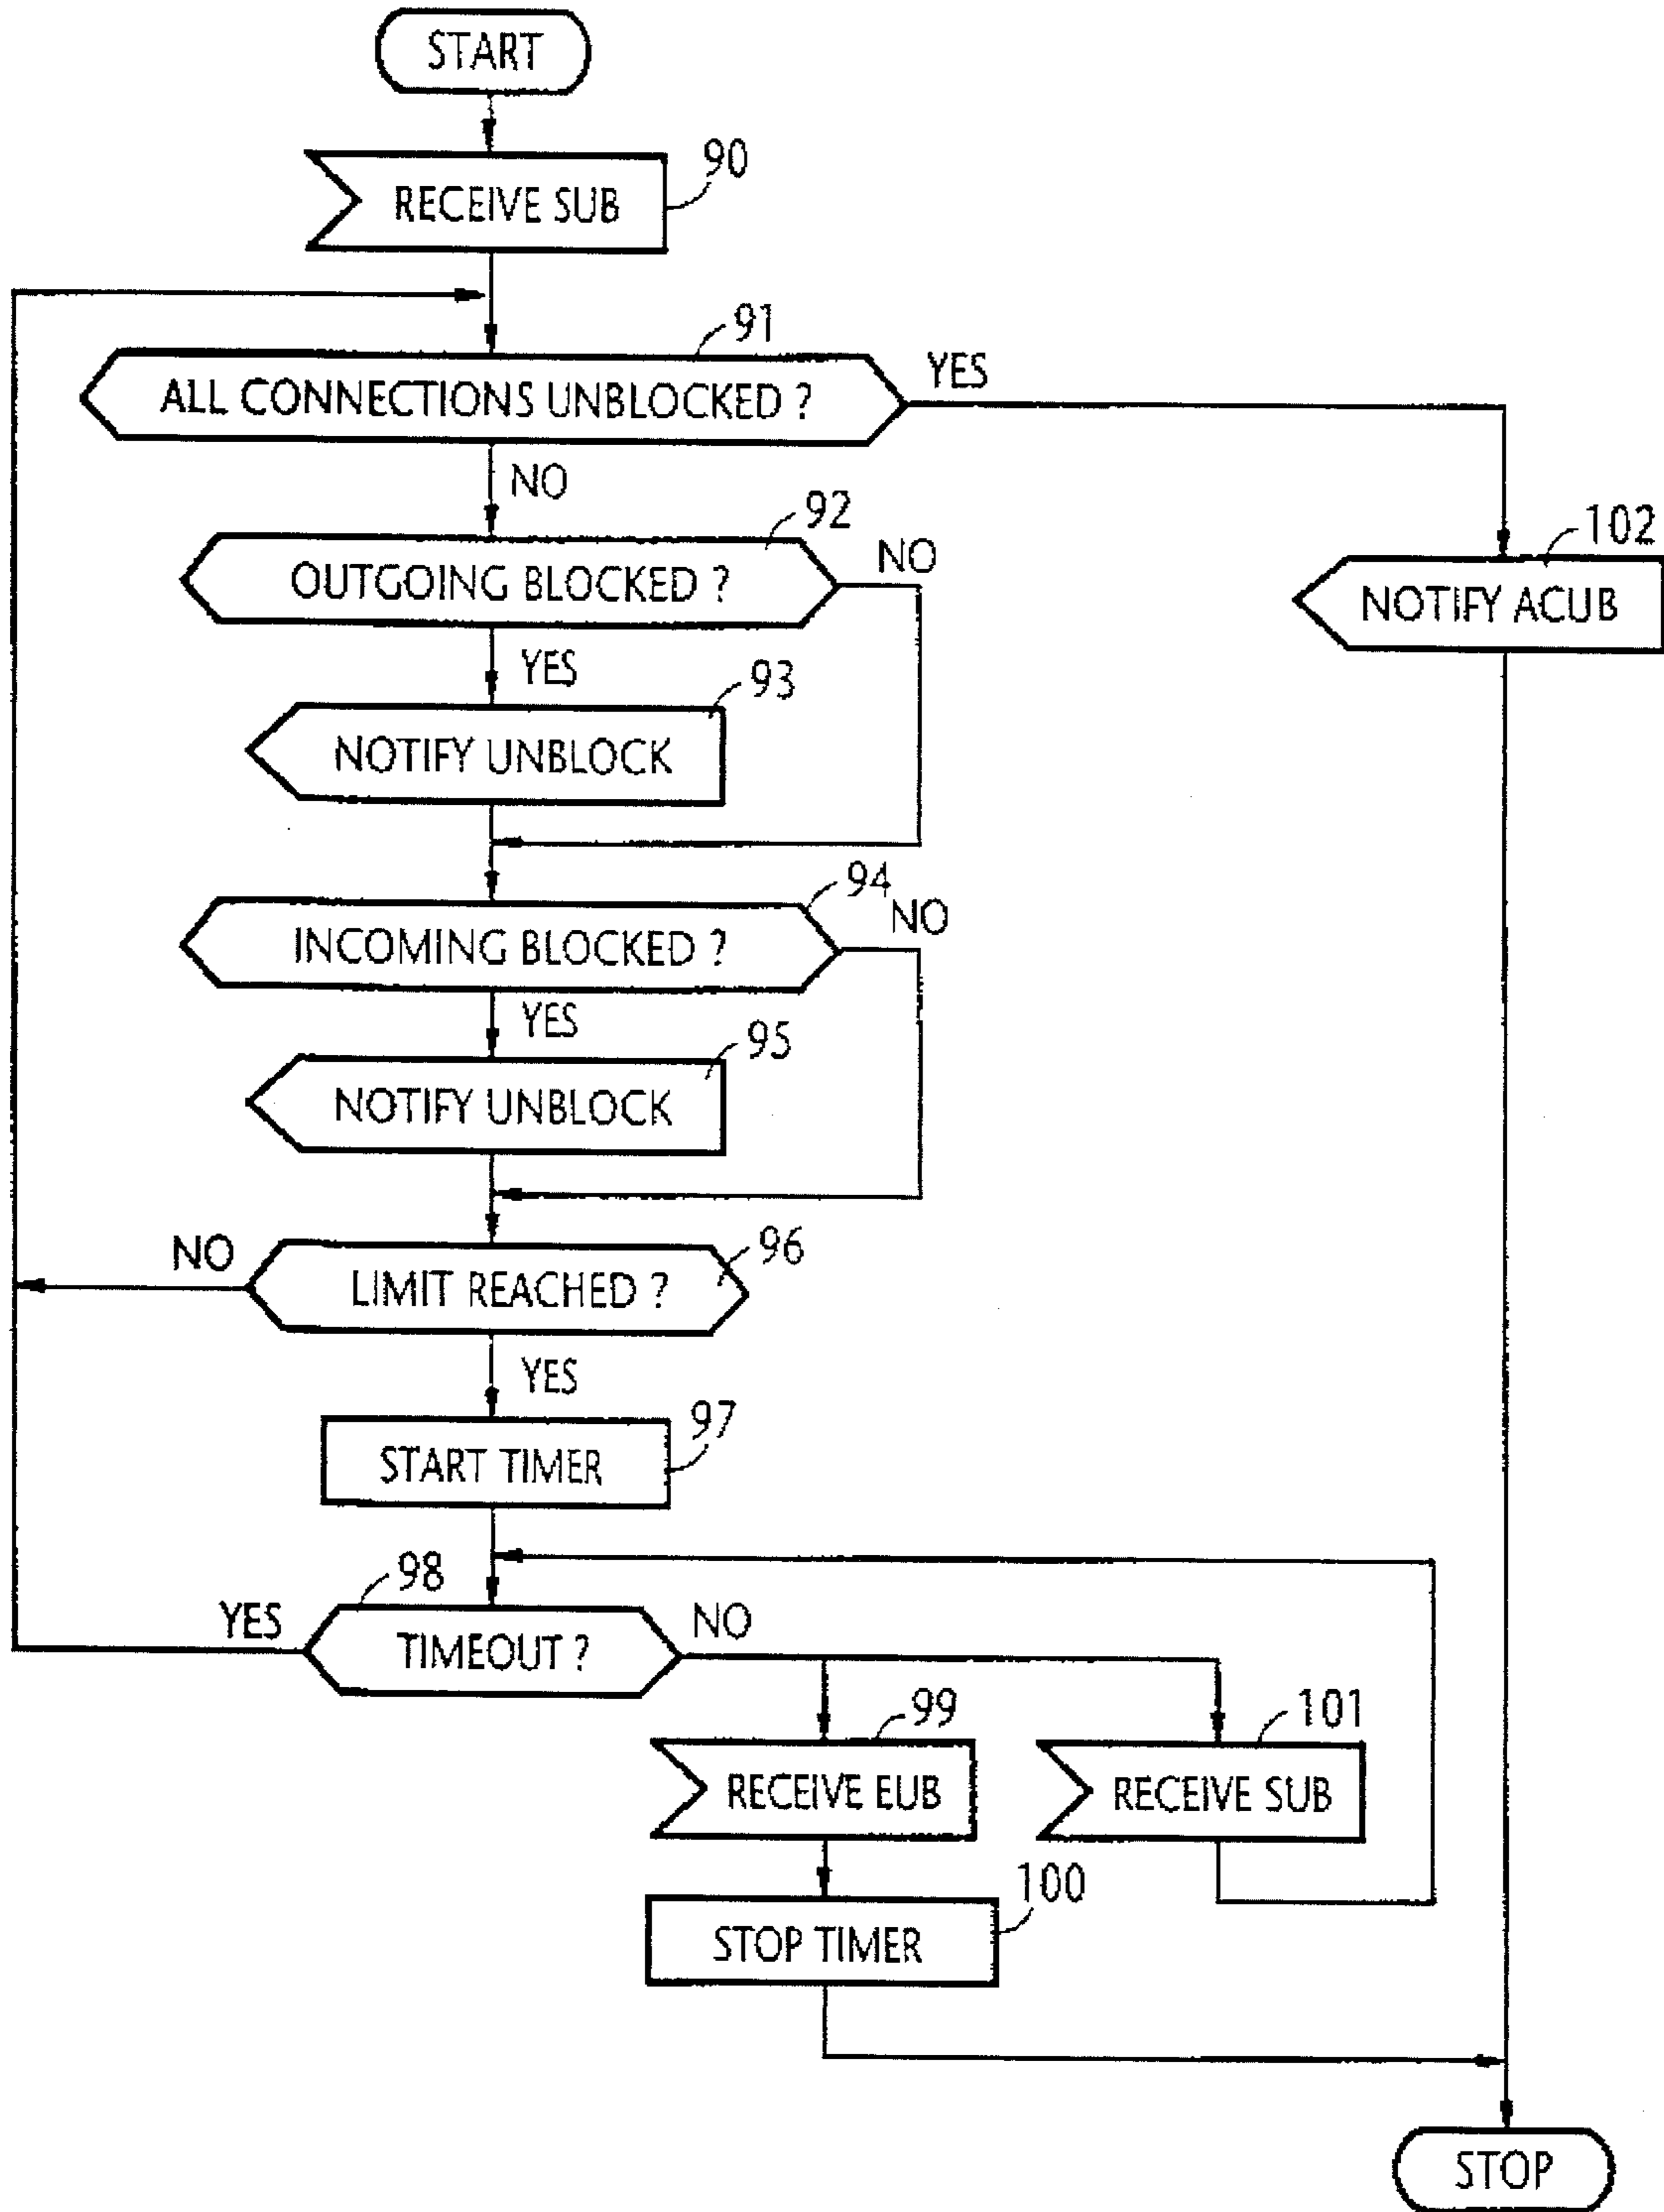 START
90
RECEIVE SUB
91
ALL CONNECTIONS UNBLOCKED ?
YES
NO
92
OUTGOING BLOCKED ?
NO
102
NOTIFY ACUB
YES
93
NOTIFY UNBLOCK
94
INCOMING BLOCKED ?
NO
YES
95
NOTIFY UNBLOCK
96
NO
LIMIT REACHED ?
YES
97
START TIMER
98
YES
TIMEOUT ?
NO
99
RECEIVE EUB
101
RECEIVE SUB
100
STOP TIMER
STOP